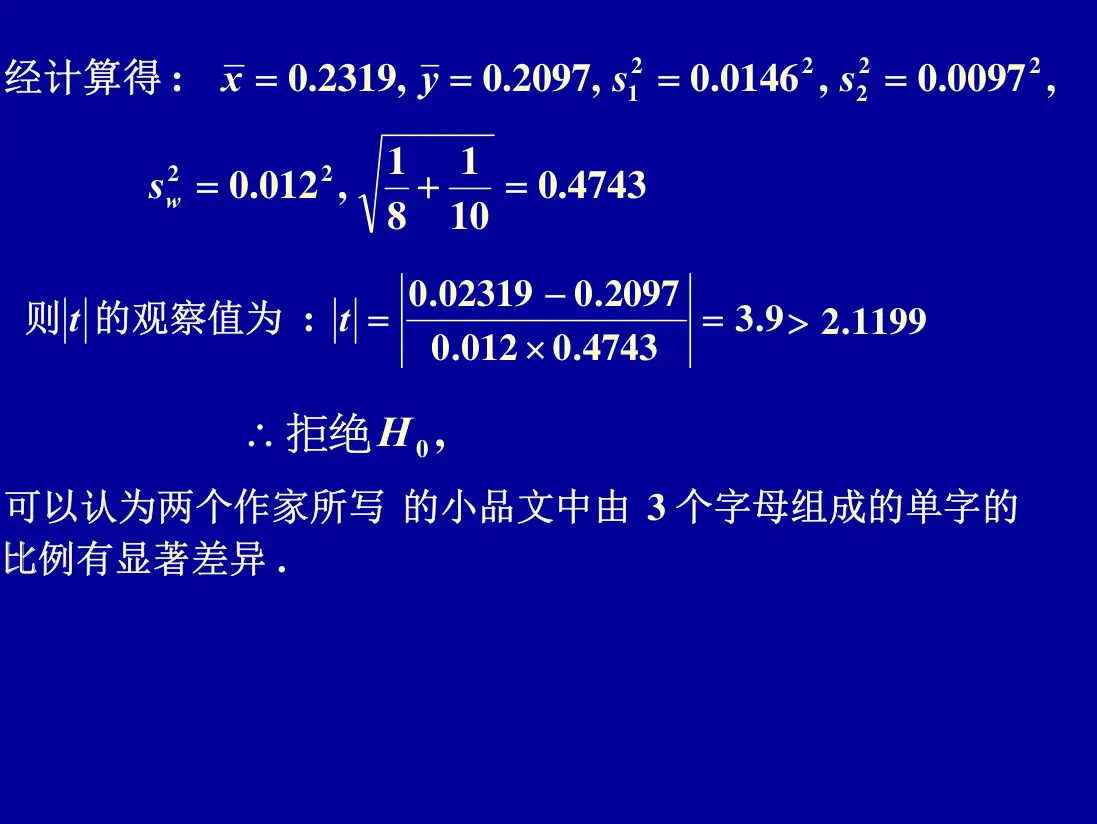 经计算得： x̄ = 0.2319, ȳ = 0.2097, s₁² = 0.0146², s₂² = 0.0097²,
s_w² = 0.012², √(1/8 + 1/10) = 0.4743
则|t|的观察值为 ：|t| = |(0.02319 − 0.2097)/(0.012 × 0.4743)| = 3.9 > 2.1199
∴ 拒绝 H₀,
可以认为两个作家所写 的小品文中由 3 个字母组成的单字的
比例有显著差异 .